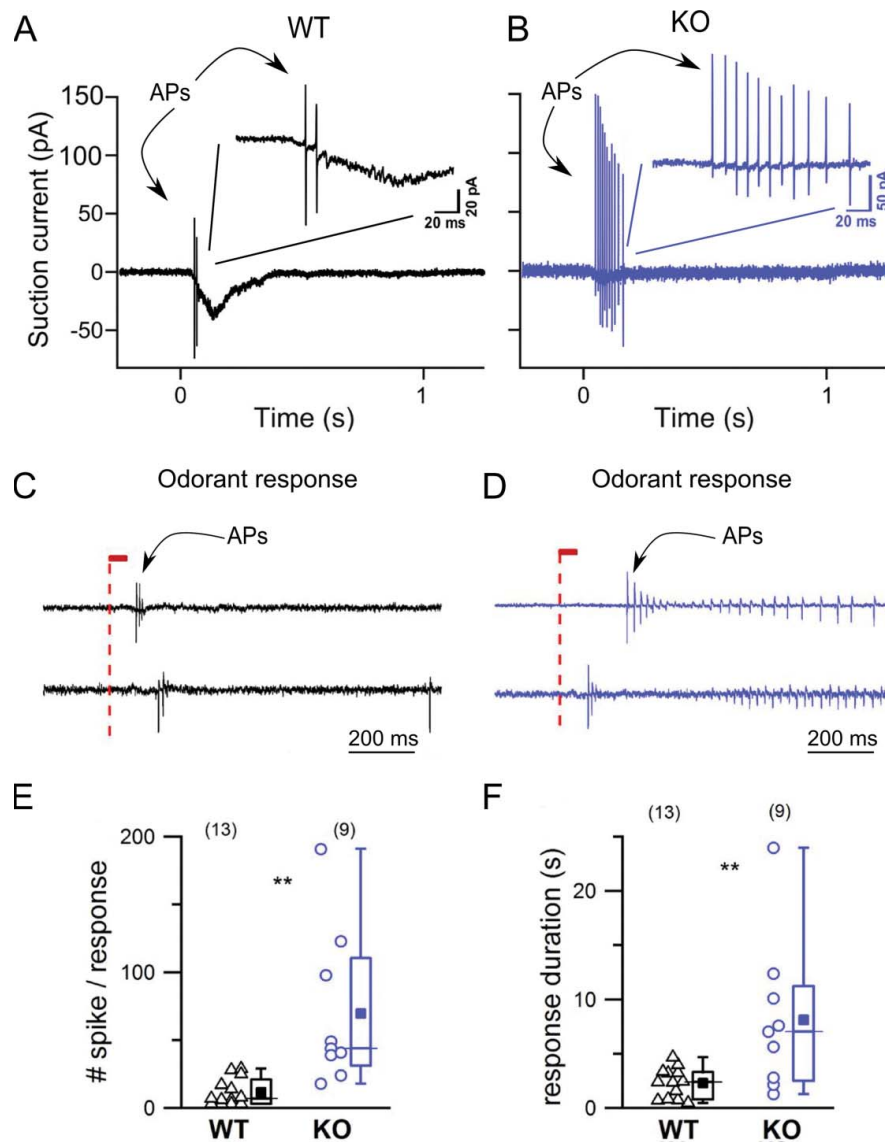 A
WT
B
KO
APs
APs
150
100
50
0
-50
Suction current (pA)
20 ms
20 pA
20 ms
50 pA
0
1
0
1
Time (s)
Time (s)
C
Odorant response
D
Odorant response
APs
APs
200 ms
200 ms
E
F
(13)
(9)
(13)
(9)
200
100
0
# spike / response
**
20
10
0
response duration (s)
**
WT
KO
WT
KO